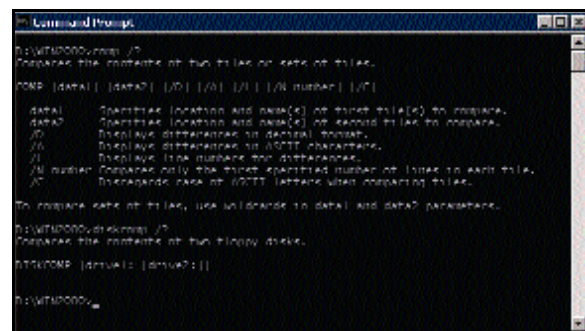 Command Prompt
D:\WIN2000>comp /?
Compares the contents of two files or sets of files.
COMP [data1] [data2] [/D] [/A] [/L] [/N=number] [/C]
data1 Specifies location and name(s) of first file(s) to compare.
data2 Specifies location and name(s) of second files to compare.
/D Displays differences in decimal format.
/A Displays differences in ASCII characters.
/L Displays line numbers for differences.
/N=number Compares only the first specified number of lines in each file.
/C Disregards case of ASCII letters when comparing files.
To compare sets of files, use wildcards in data1 and data2 parameters.
D:\WIN2000>diskcomp /?
Compares the contents of two floppy disks.
DISKCOMP [drive1: [drive2:]]
D:\WIN2000>_